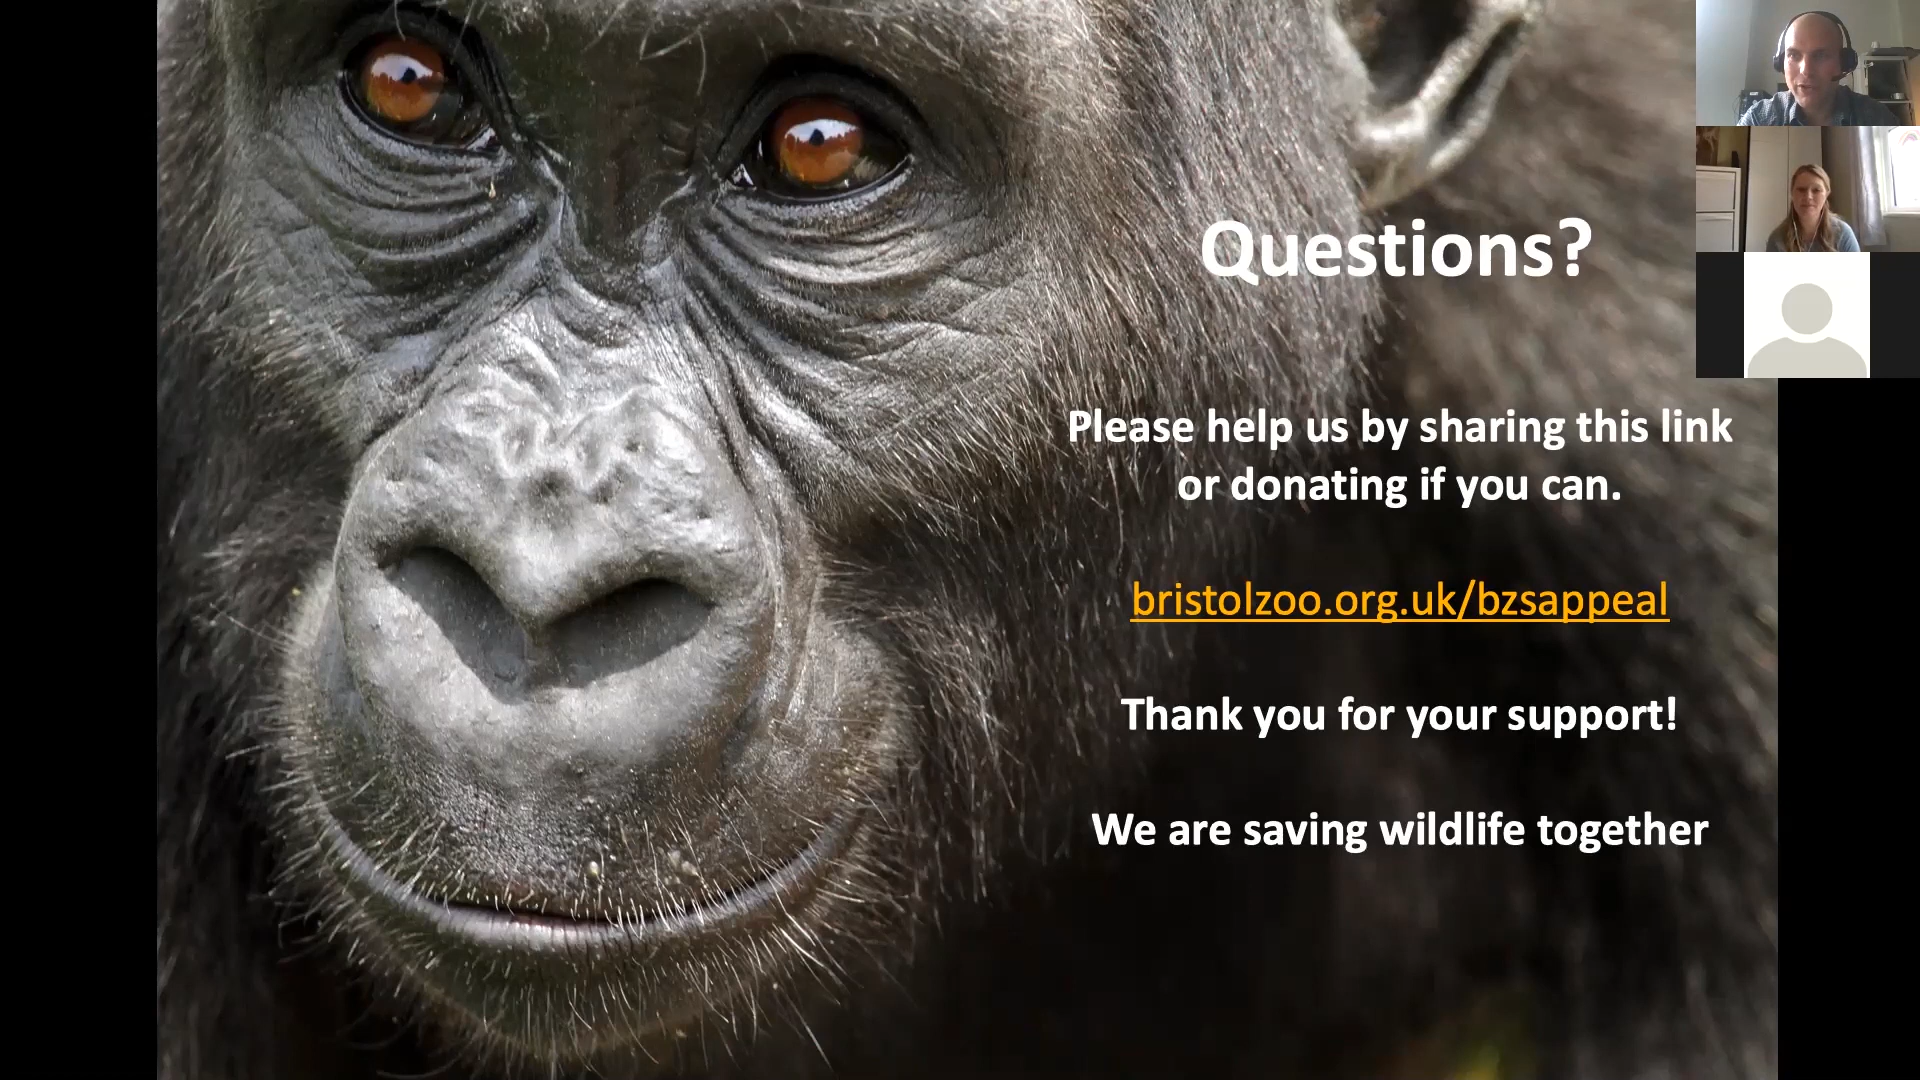 Questions?
Please help us by sharing this link
or donating if you can.
bristolzoo.org.uk/bzsappeal
Thank you for your support!
We are saving wildlife together